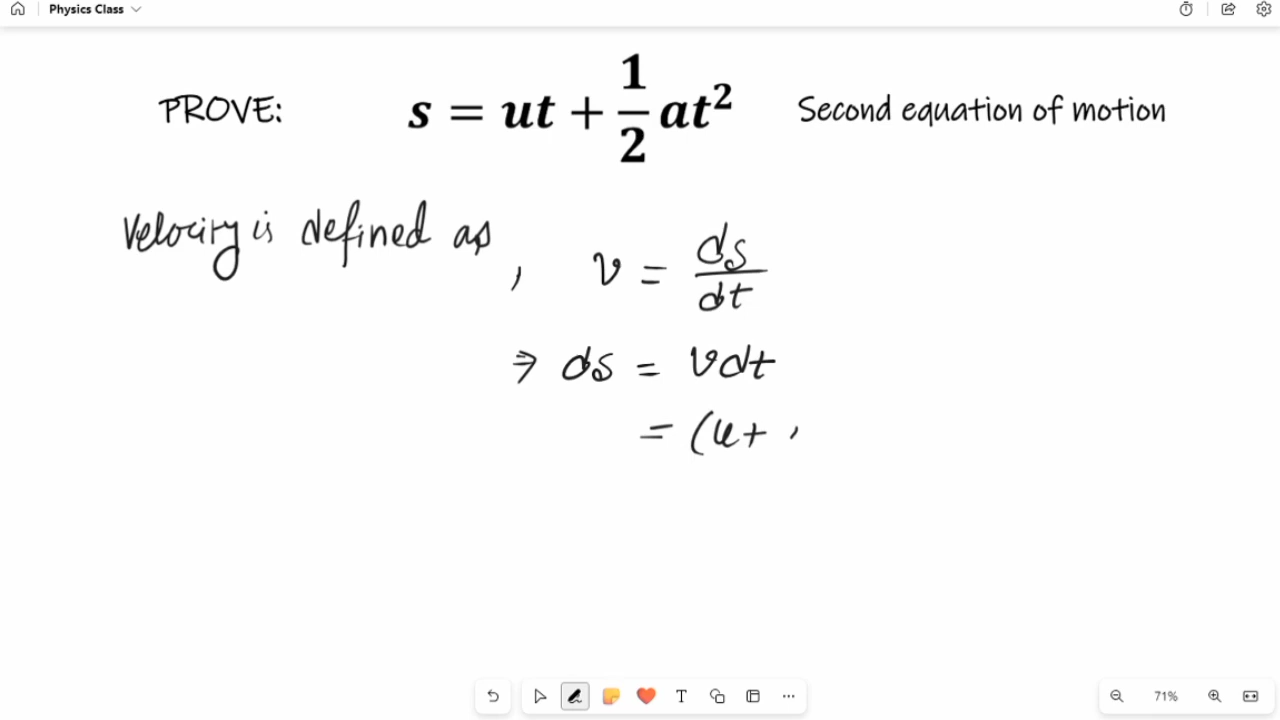 Physics Class
PROVE: s = ut + 1/2 at² Second equation of motion
Velocity is defined as , v = ds/dt
⇒ ds = vdt
= (u+
T
71%